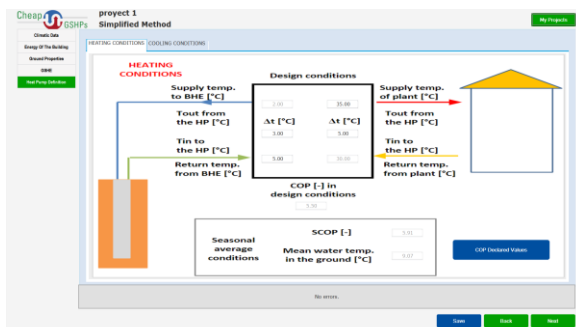 Cheap
GSHPs
proyect 1
Simplified Method
My Projects
Climatic Data
Energy Of The Building
Ground Properties
GSHE
Heat Pump Definition
HEATING CONDITIONS COOLING CONDITIONS
HEATING
CONDITIONS
Design conditions
Supply temp.
to BHE [°C]
2.00
35.00
Supply temp.
of plant [°C]
Tout from
the HP [°C]
Δt [°C]
3.00
Δt [°C]
5.00
Tout from
the HP [°C]
Tin to
the HP [°C]
Tin to
the HP [°C]
5.00
30.00
Return temp.
from BHE [°C]
Return temp.
from plant [°C]
COP [-] in
design conditions
Seasonal
average
conditions
SCOP [-]
Mean water temp.
in the ground [°C]
5.07
COP Declared Values
No errors.
Save
Back
Next